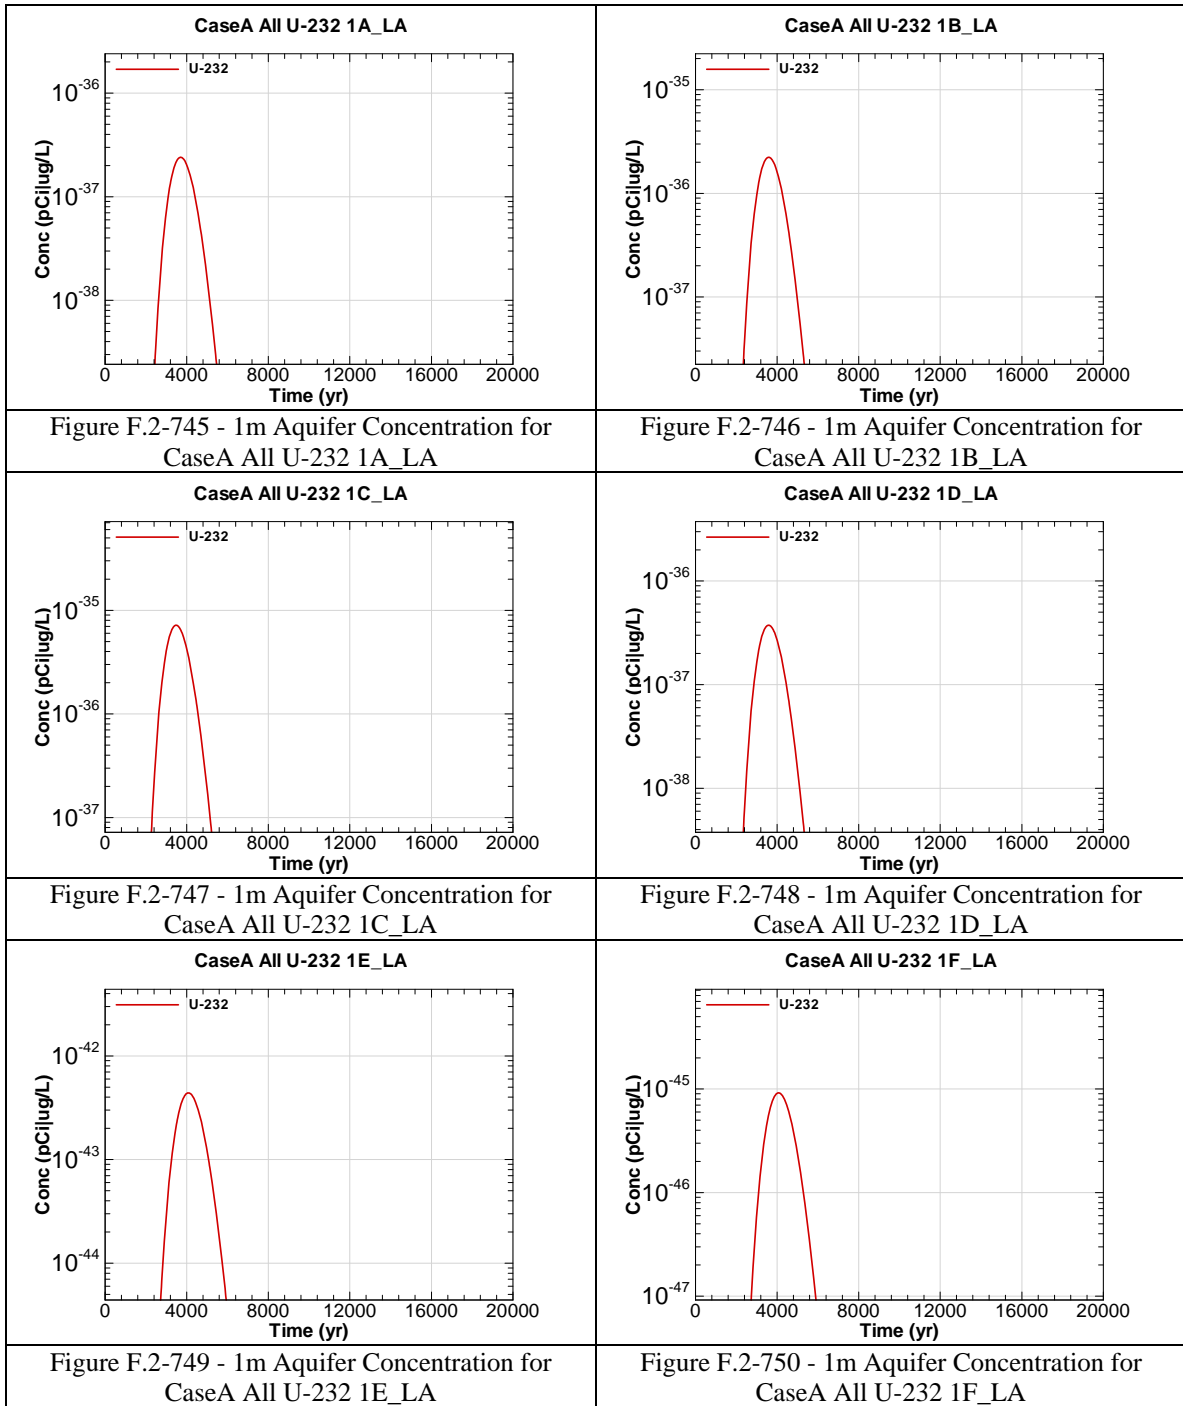 CaseA All U-232 1A_LA
U-232
10^-36
10^-37
10^-38
Conc (pCi|ug/L)
0 4000 8000 12000 16000 20000
Time (yr)
Figure F.2-745 - 1m Aquifer Concentration for
CaseA All U-232 1A_LA
CaseA All U-232 1B_LA
U-232
10^-35
10^-36
10^-37
Conc (pCi|ug/L)
0 4000 8000 12000 16000 20000
Time (yr)
Figure F.2-746 - 1m Aquifer Concentration for
CaseA All U-232 1B_LA
CaseA All U-232 1C_LA
U-232
10^-35
10^-36
10^-37
Conc (pCi|ug/L)
0 4000 8000 12000 16000 20000
Time (yr)
Figure F.2-747 - 1m Aquifer Concentration for
CaseA All U-232 1C_LA
CaseA All U-232 1D_LA
U-232
10^-36
10^-37
10^-38
Conc (pCi|ug/L)
0 4000 8000 12000 16000 20000
Time (yr)
Figure F.2-748 - 1m Aquifer Concentration for
CaseA All U-232 1D_LA
CaseA All U-232 1E_LA
U-232
10^-42
10^-43
10^-44
Conc (pCi|ug/L)
0 4000 8000 12000 16000 20000
Time (yr)
Figure F.2-749 - 1m Aquifer Concentration for
CaseA All U-232 1E_LA
CaseA All U-232 1F_LA
U-232
10^-45
10^-46
10^-47
Conc (pCi|ug/L)
0 4000 8000 12000 16000 20000
Time (yr)
Figure F.2-750 - 1m Aquifer Concentration for
CaseA All U-232 1F_LA